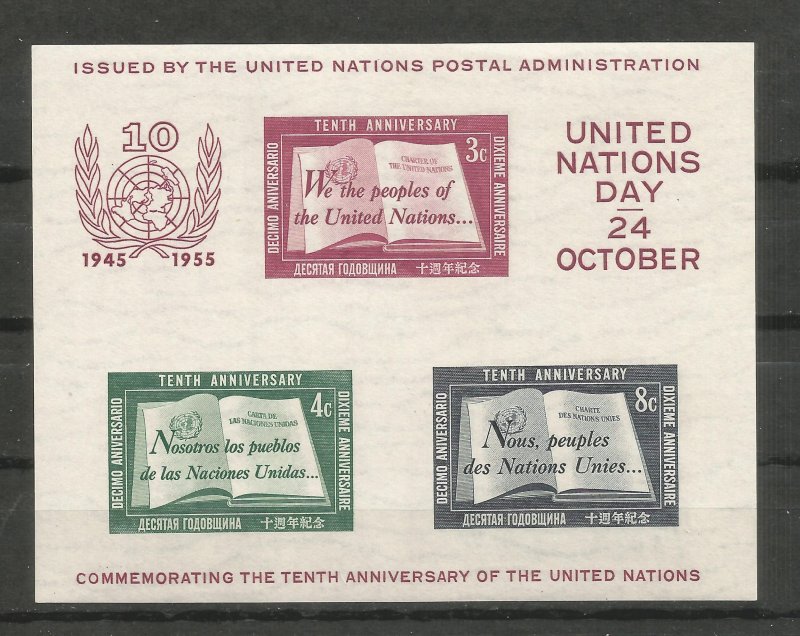 ISSUED BY THE UNITED NATIONS POSTAL ADMINISTRATION
10
1945 1955
TENTH ANNIVERSARY
DECIMO ANIVERSARIO
CHARTER OF
THE UNITED NATIONS
3c
We the peoples of
the United Nations...
DIXIEME ANNIVERSAIRE
ДЕСЯТАЯ ГОДОВЩИНА 十週年紀念
UNITED
NATIONS
DAY
24
OCTOBER
TENTH ANNIVERSARY
DECIMO ANIVERSARIO
CARTA DE
LAS NACIONES UNIDAS
4c
Nosotros los pueblos
de las Naciones Unidas...
DIXIEME ANNIVERSAIRE
ДЕСЯТАЯ ГОДОВЩИНА 十週年紀念
TENTH ANNIVERSARY
DECIMO ANIVERSARIO
CHARTE
DES NATIONS UNIES
8c
Nous, peuples
des Nations Unies...
DIXIEME ANNIVERSAIRE
ДЕСЯТАЯ ГОДОВЩИНА 十週年紀念
COMMEMORATING THE TENTH ANNIVERSARY OF THE UNITED NATIONS